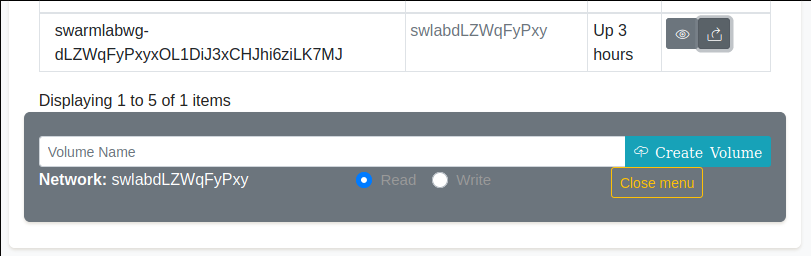 swarmlabwg- swlabdLZWqFyPxy Up 3
dLZWqFyPxyxOL1DiJ3xCHJhi6ziLK7MJ hours
Displaying 1 to 5 of 1 items
Volume Name Create Volume
Network: swlabdLZWqFyPxy Read Write Close menu